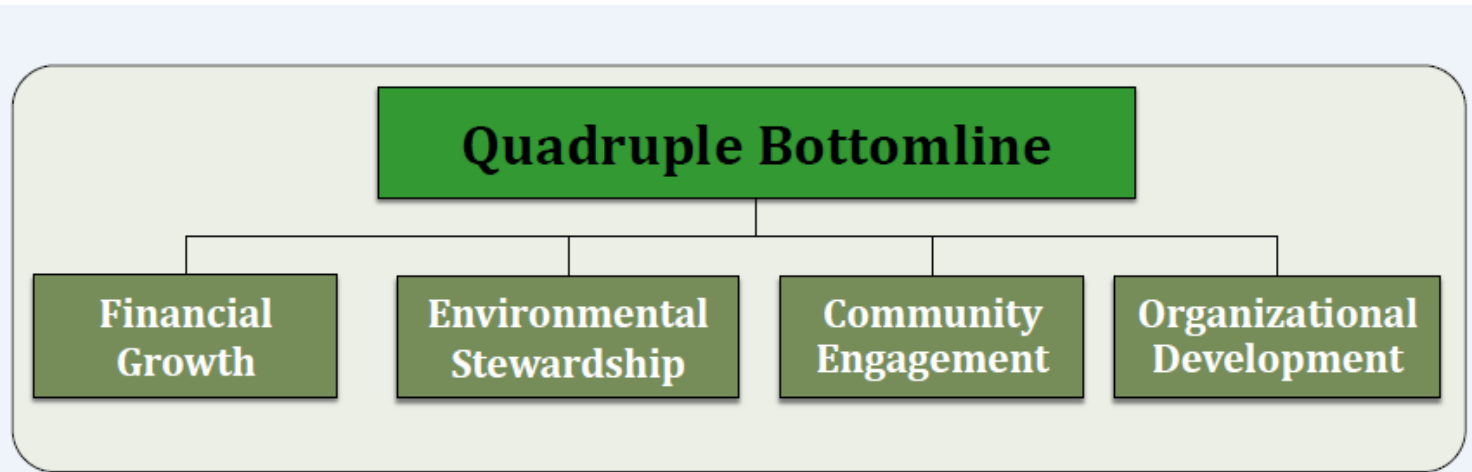 Quadruple Bottomline
Financial
Growth
Environmental
Stewardship
Community
Engagement
Organizational
Development